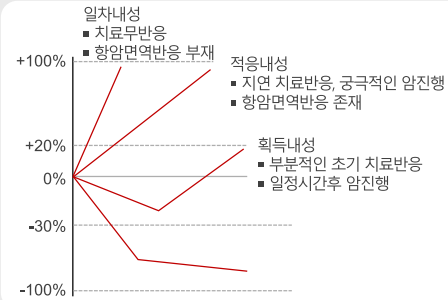 일차내성
▪ 치료무반응
▪ 항암면역반응 부재
+100%
적응내성
▪ 지연 치료반응, 궁극적인 암진행
▪ 항암면역반응 존재
+20%
획득내성
▪ 부분적인 초기 치료반응
▪ 일정시간후 암진행
0%
-30%
-100%